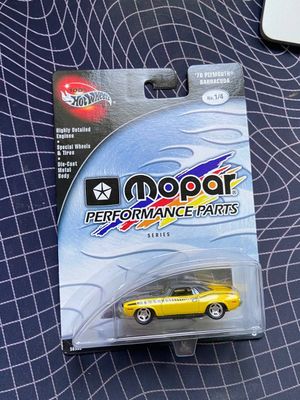 100%
Hot Wheels
'70 PLYMOUTH
BARRACUDA
No. 1/4
Highly Detailed
Engines
Special Wheels
& Tires
Die-Cast
Metal
Body
mopar
PERFORMANCE PARTS
SERIES